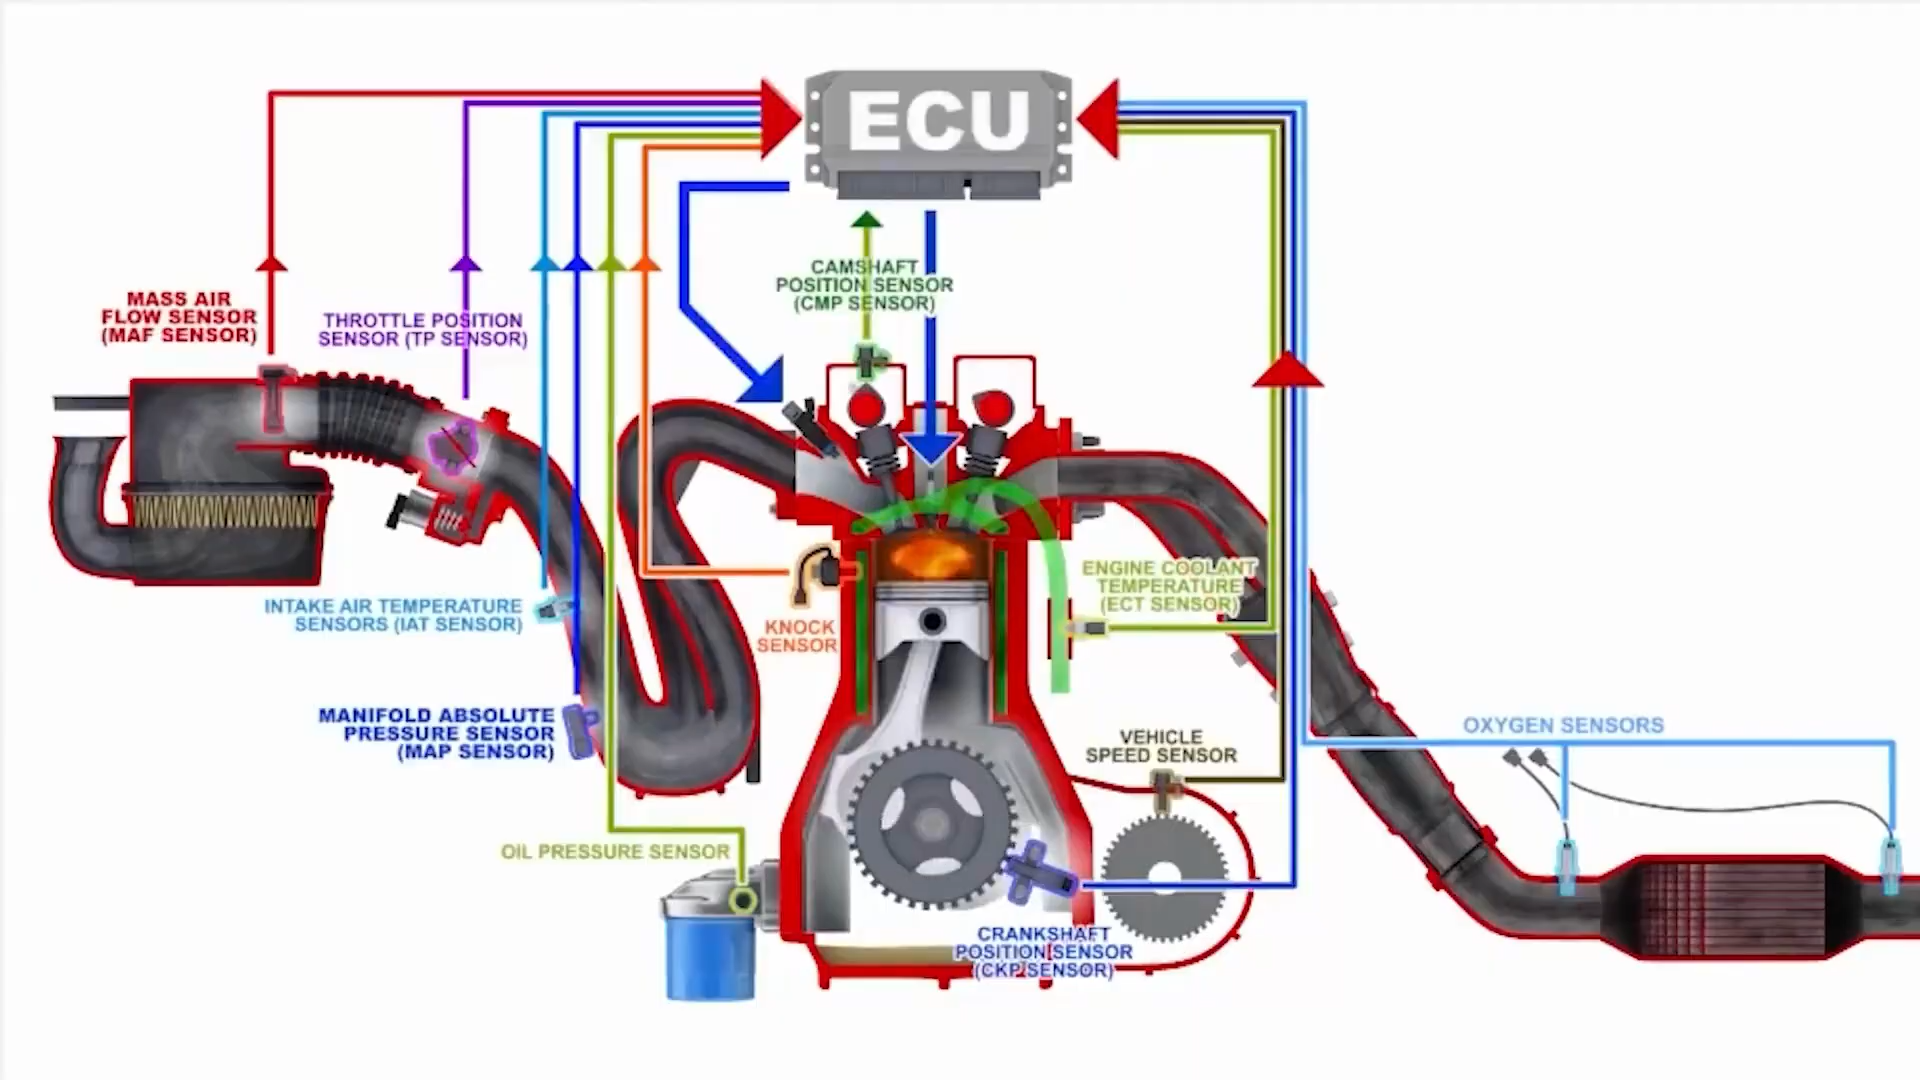 ECU
CAMSHAFT
POSITION SENSOR
(CMP SENSOR)
MASS AIR
FLOW SENSOR
(MAF SENSOR)
THROTTLE POSITION
SENSOR (TP SENSOR)
INTAKE AIR TEMPERATURE
SENSORS (IAT SENSOR)
KNOCK
SENSOR
ENGINE COOLANT
TEMPERATURE
(ECT SENSOR)
MANIFOLD ABSOLUTE
PRESSURE SENSOR
(MAP SENSOR)
VEHICLE
SPEED SENSOR
OXYGEN SENSORS
OIL PRESSURE SENSOR
CRANKSHAFT
POSITION SENSOR
(CKP SENSOR)